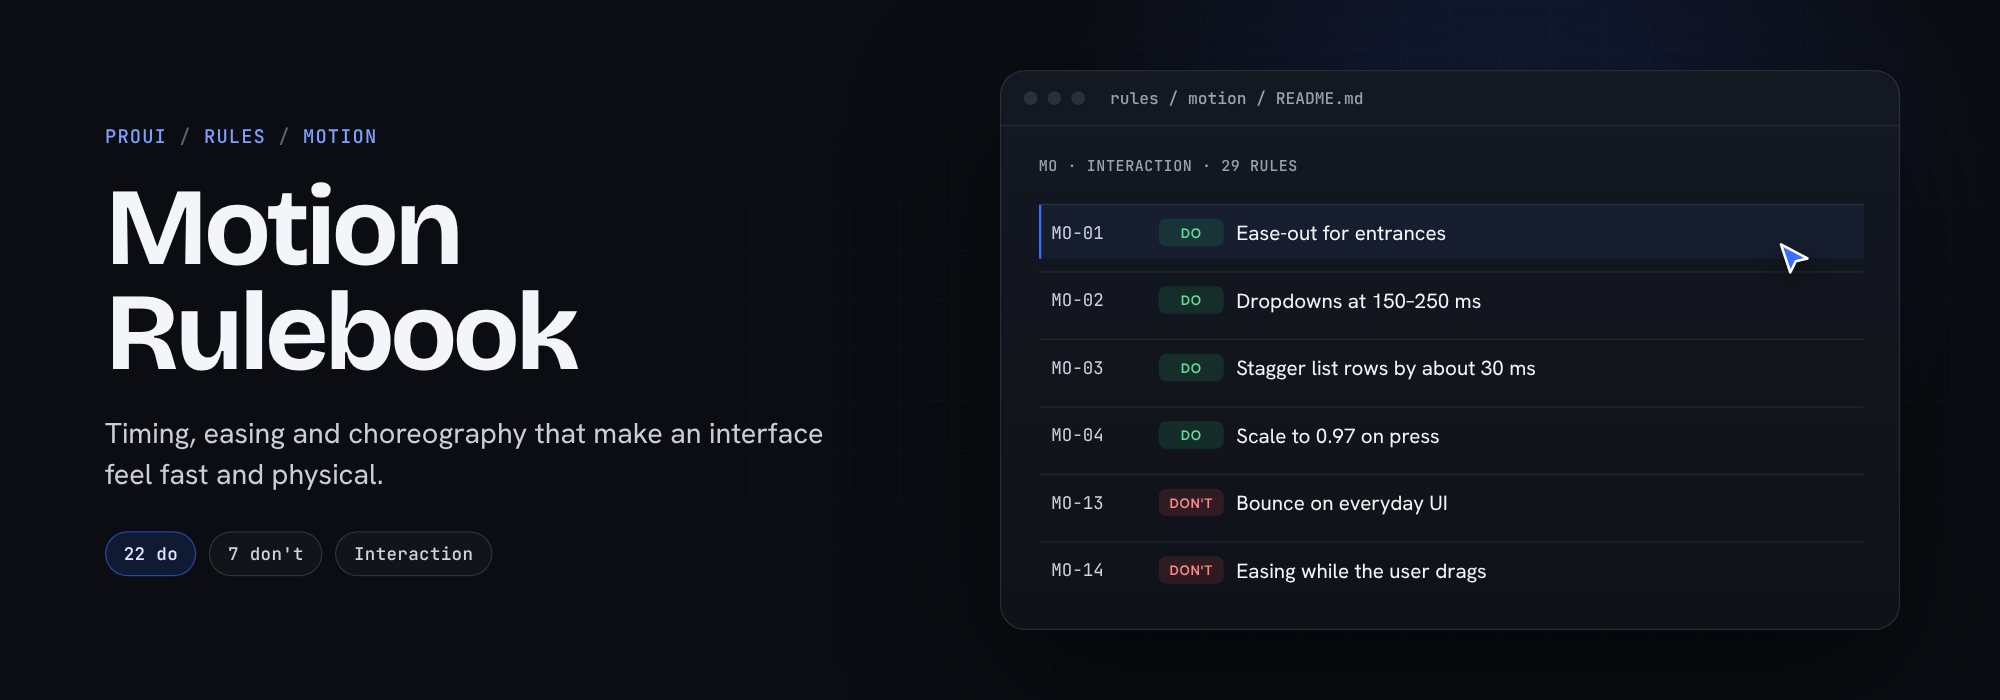 PROUI / RULES / MOTION
Motion
Rulebook
Timing, easing and choreography that make an interface
feel fast and physical.
22 do
7 don't
Interaction
rules / motion / README.md
MO · INTERACTION · 29 RULES
MO-01 DO Ease-out for entrances
MO-02 DO Dropdowns at 150–250 ms
MO-03 DO Stagger list rows by about 30 ms
MO-04 DO Scale to 0.97 on press
MO-13 DON'T Bounce on everyday UI
MO-14 DON'T Easing while the user drags